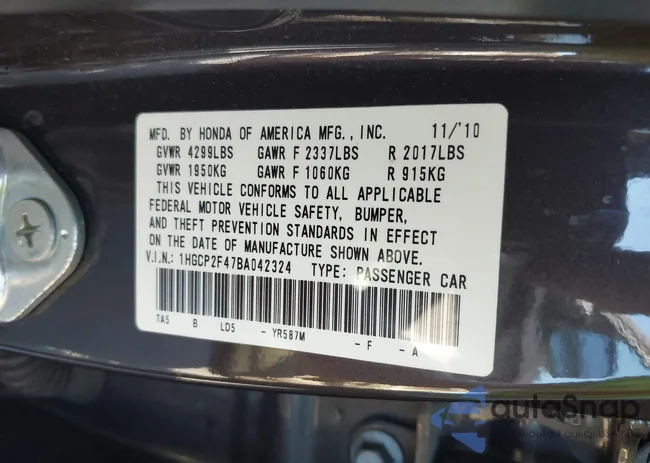 MFD. BY HONDA OF AMERICA MFG., INC. 11/'10
GVWR 4299LBS GAWR F 2337LBS R 2017LBS
GVWR 1950KG GAWR F 1060KG R 915KG
THIS VEHICLE CONFORMS TO ALL APPLICABLE
FEDERAL MOTOR VEHICLE SAFETY, BUMPER,
AND THEFT PREVENTION STANDARDS IN EFFECT
ON THE DATE OF MANUFACTURE SHOWN ABOVE.
V.I.N: 1HGCP2F47BA042324 TYPE: PASSENGER CAR
TA5 B LD5 - YR587M - F - A
autoSnap